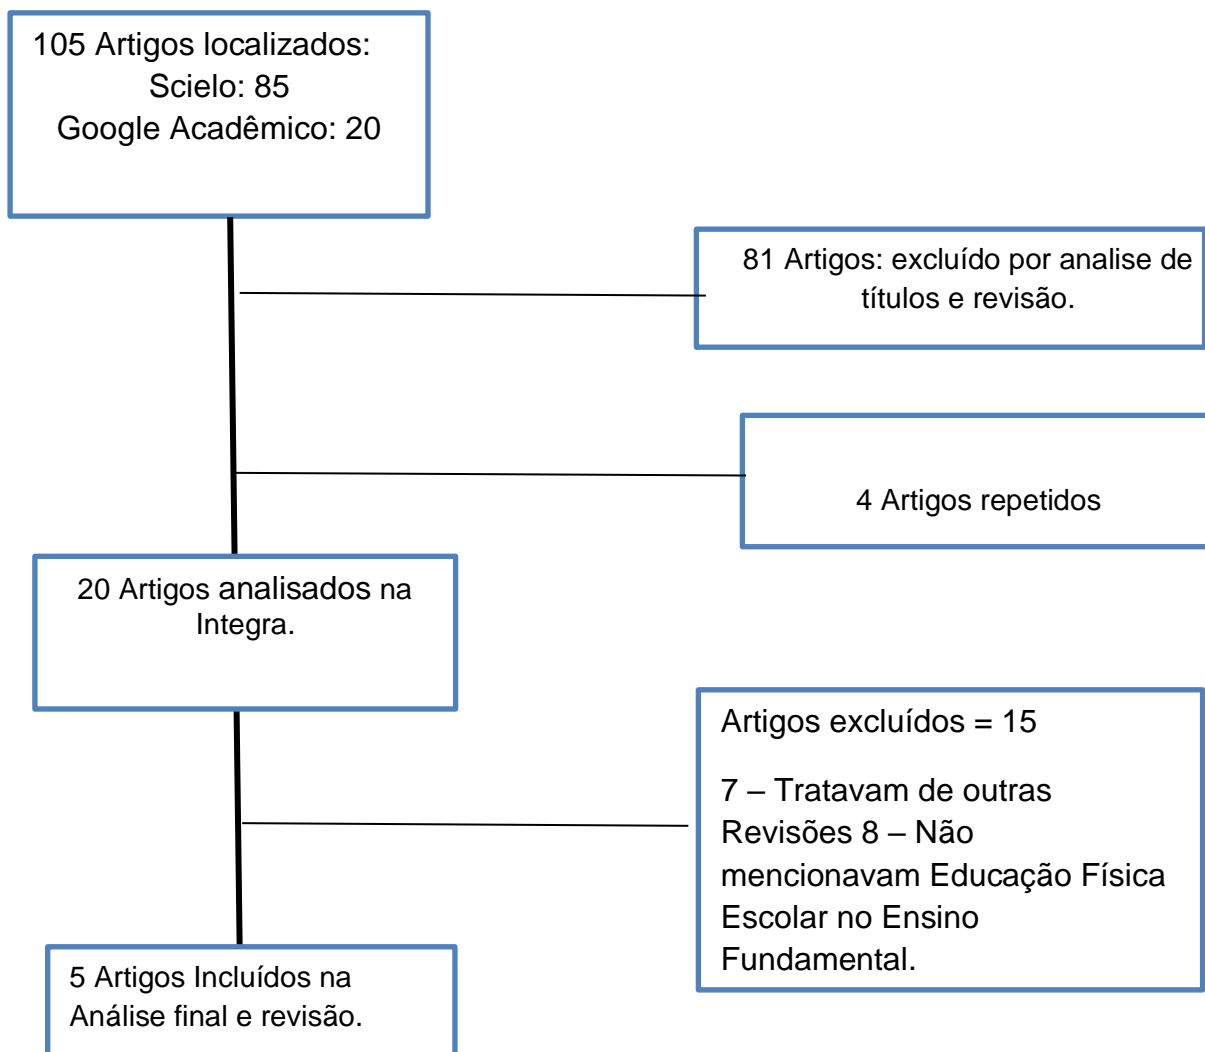 105 Artigos localizados:
Scielo: 85
Google Acadêmico: 20
81 Artigos: excluído por analise de
títulos e revisão.
4 Artigos repetidos
20 Artigos analisados na
Integra.
Artigos excluídos = 15
7 – Tratavam de outras
Revisões 8 – Não
mencionavam Educação Física
Escolar no Ensino
Fundamental.
5 Artigos Incluídos na
Análise final e revisão.